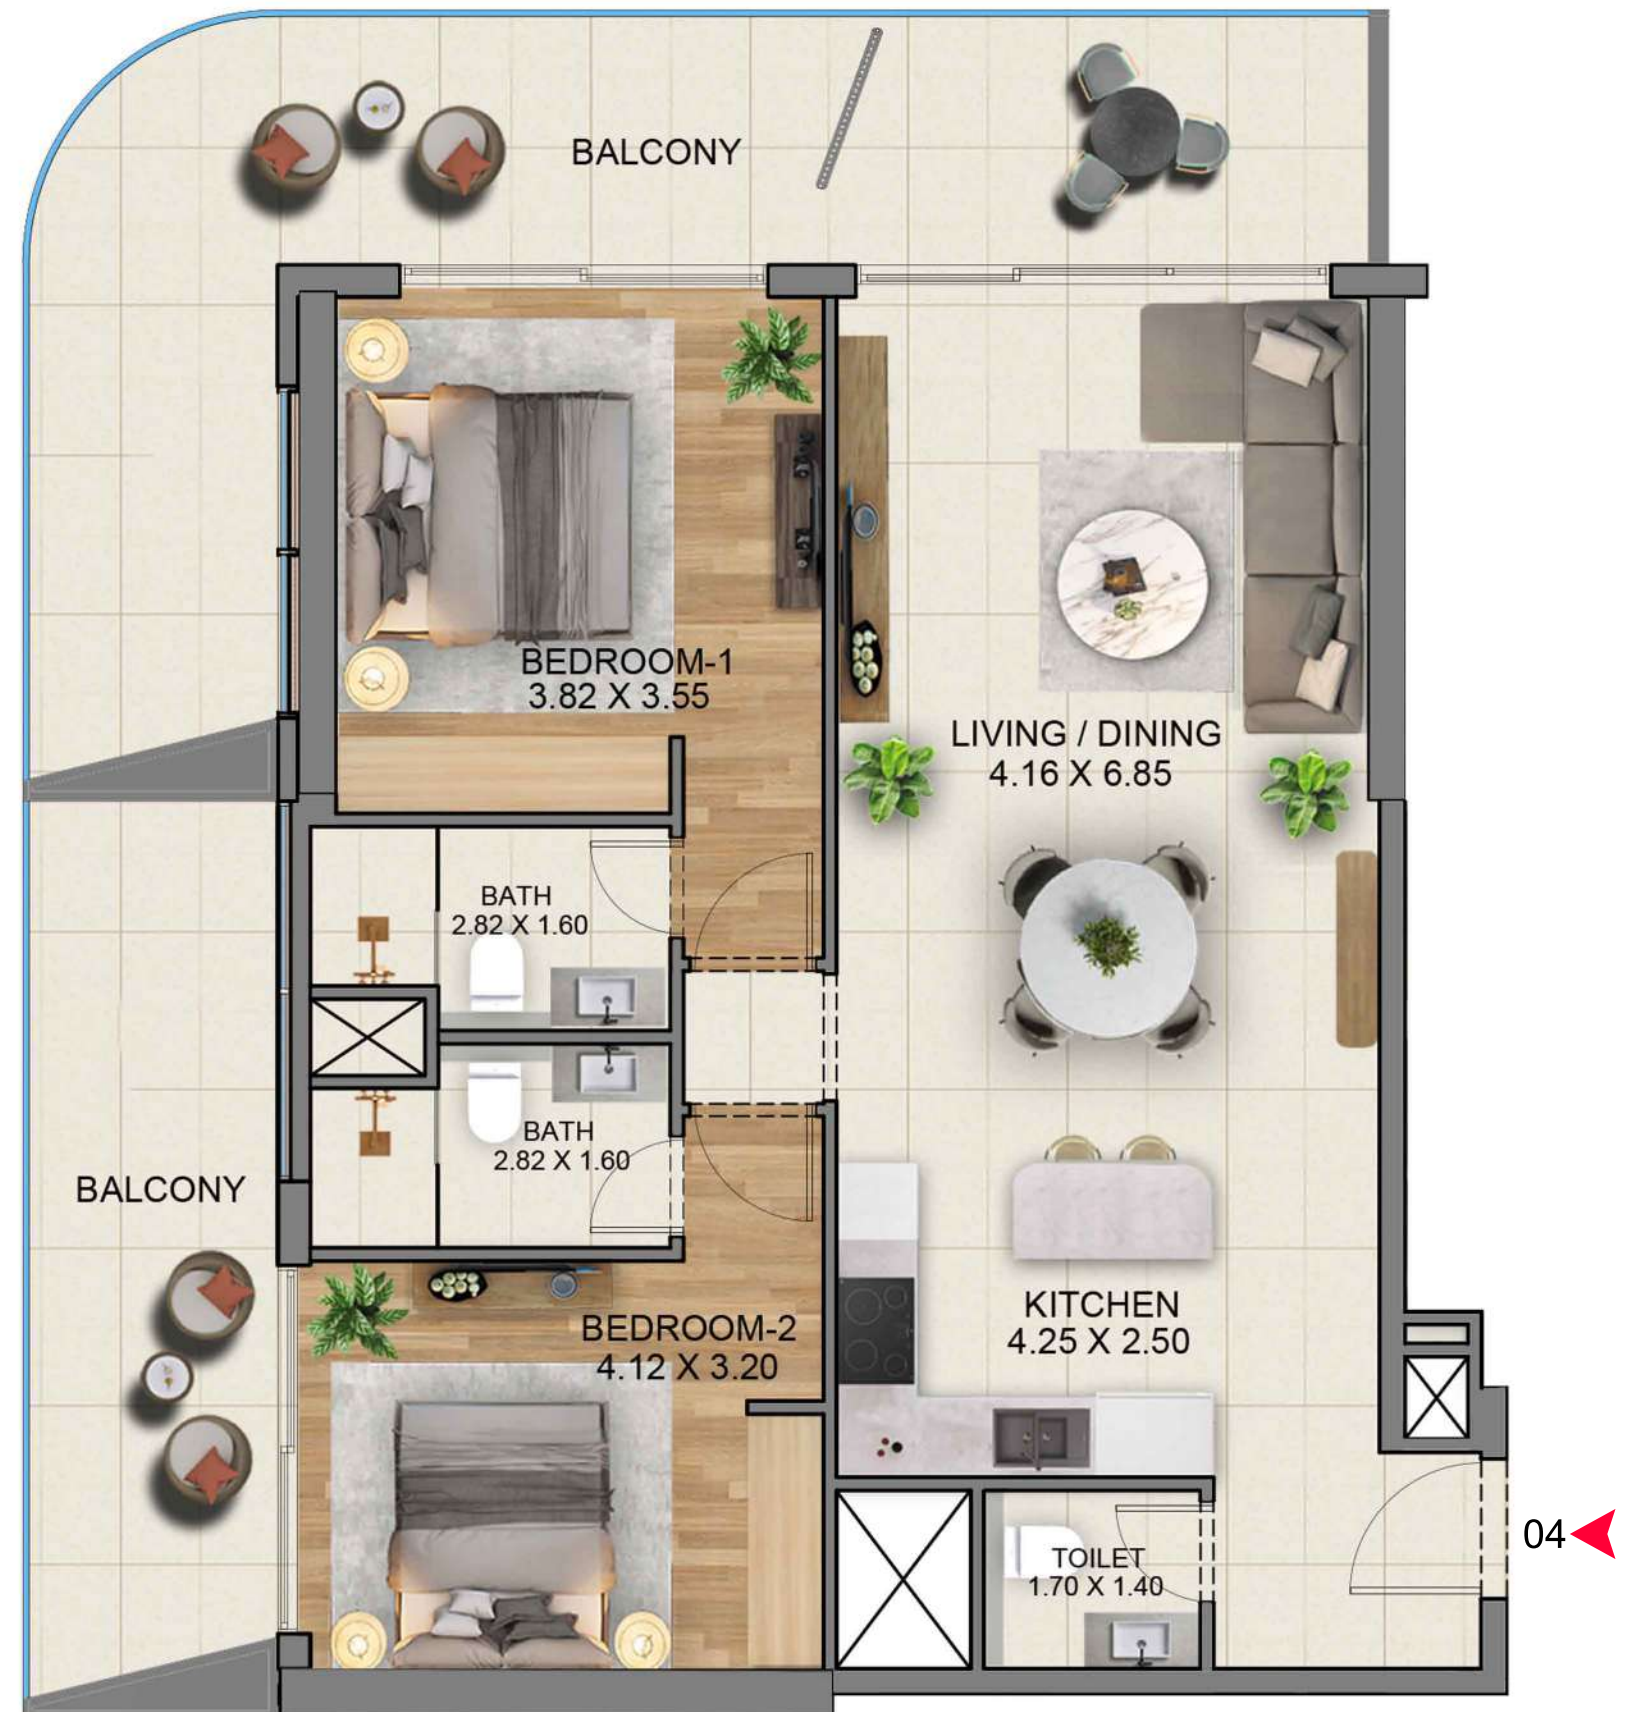 BALCONY
BEDROOM-1
3.82 X 3.55
LIVING / DINING
4.16 X 6.85
BATH
2.82 X 1.60
BATH
2.82 X 1.60
BALCONY
KITCHEN
4.25 X 2.50
BEDROOM-2
4.12 X 3.20
TOILET
1.70 X 1.40
04